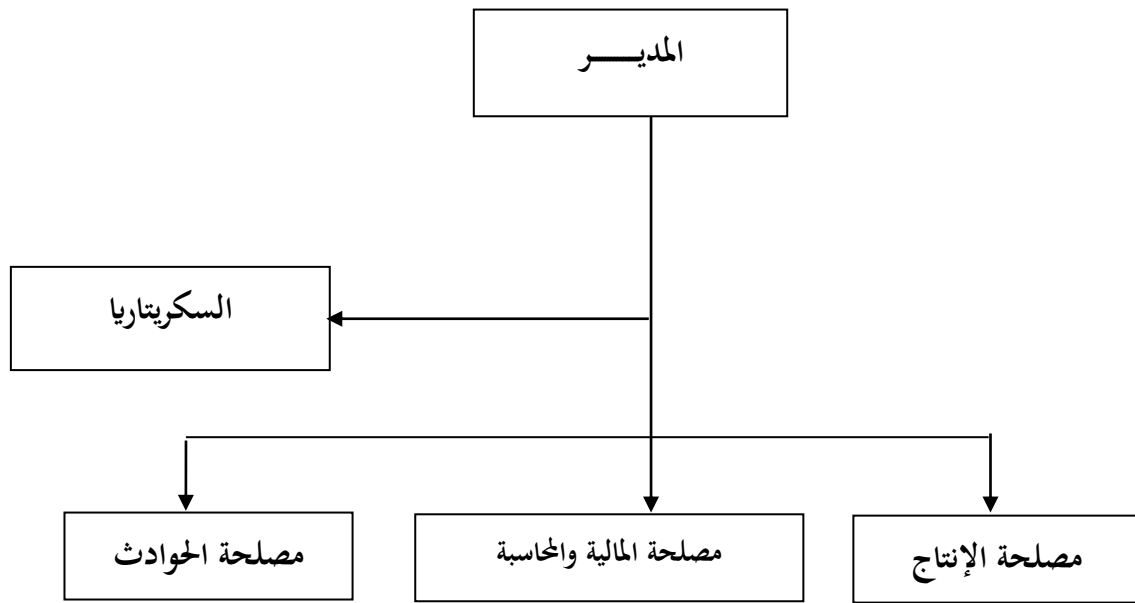 المديـــــر
السكريتاريا
مصلحة الإنتاج
مصلحة المالية والمحاسبة
مصلحة الحوادث